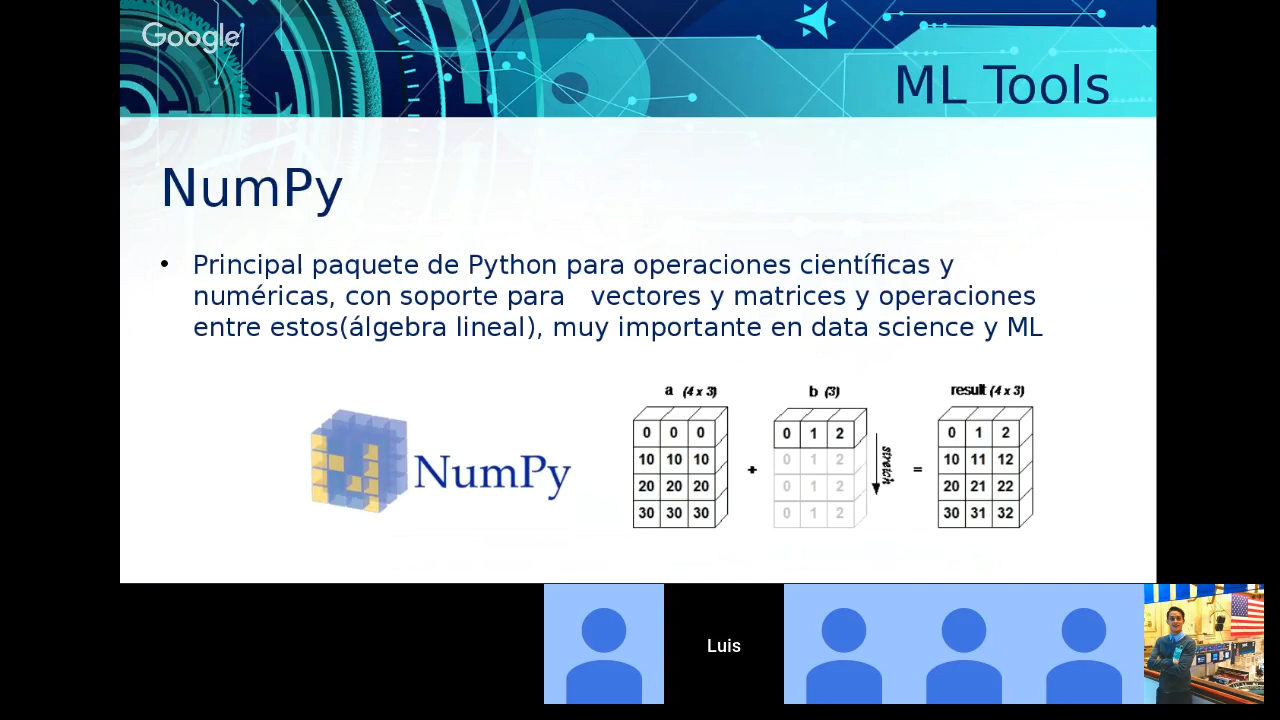 Google
ML Tools
NumPy
• Principal paquete de Python para operaciones científicas y
numéricas, con soporte para vectores y matrices y operaciones
entre estos(álgebra lineal), muy importante en data science y ML
NumPy
a (4 x 3) b (3) result (4 x 3)
0 0 0 0 1 2 0 1 2
10 10 10 0 1 2 10 11 12
+ stretch =
20 20 20 0 1 2 20 21 22
30 30 30 0 1 2 30 31 32
Luis